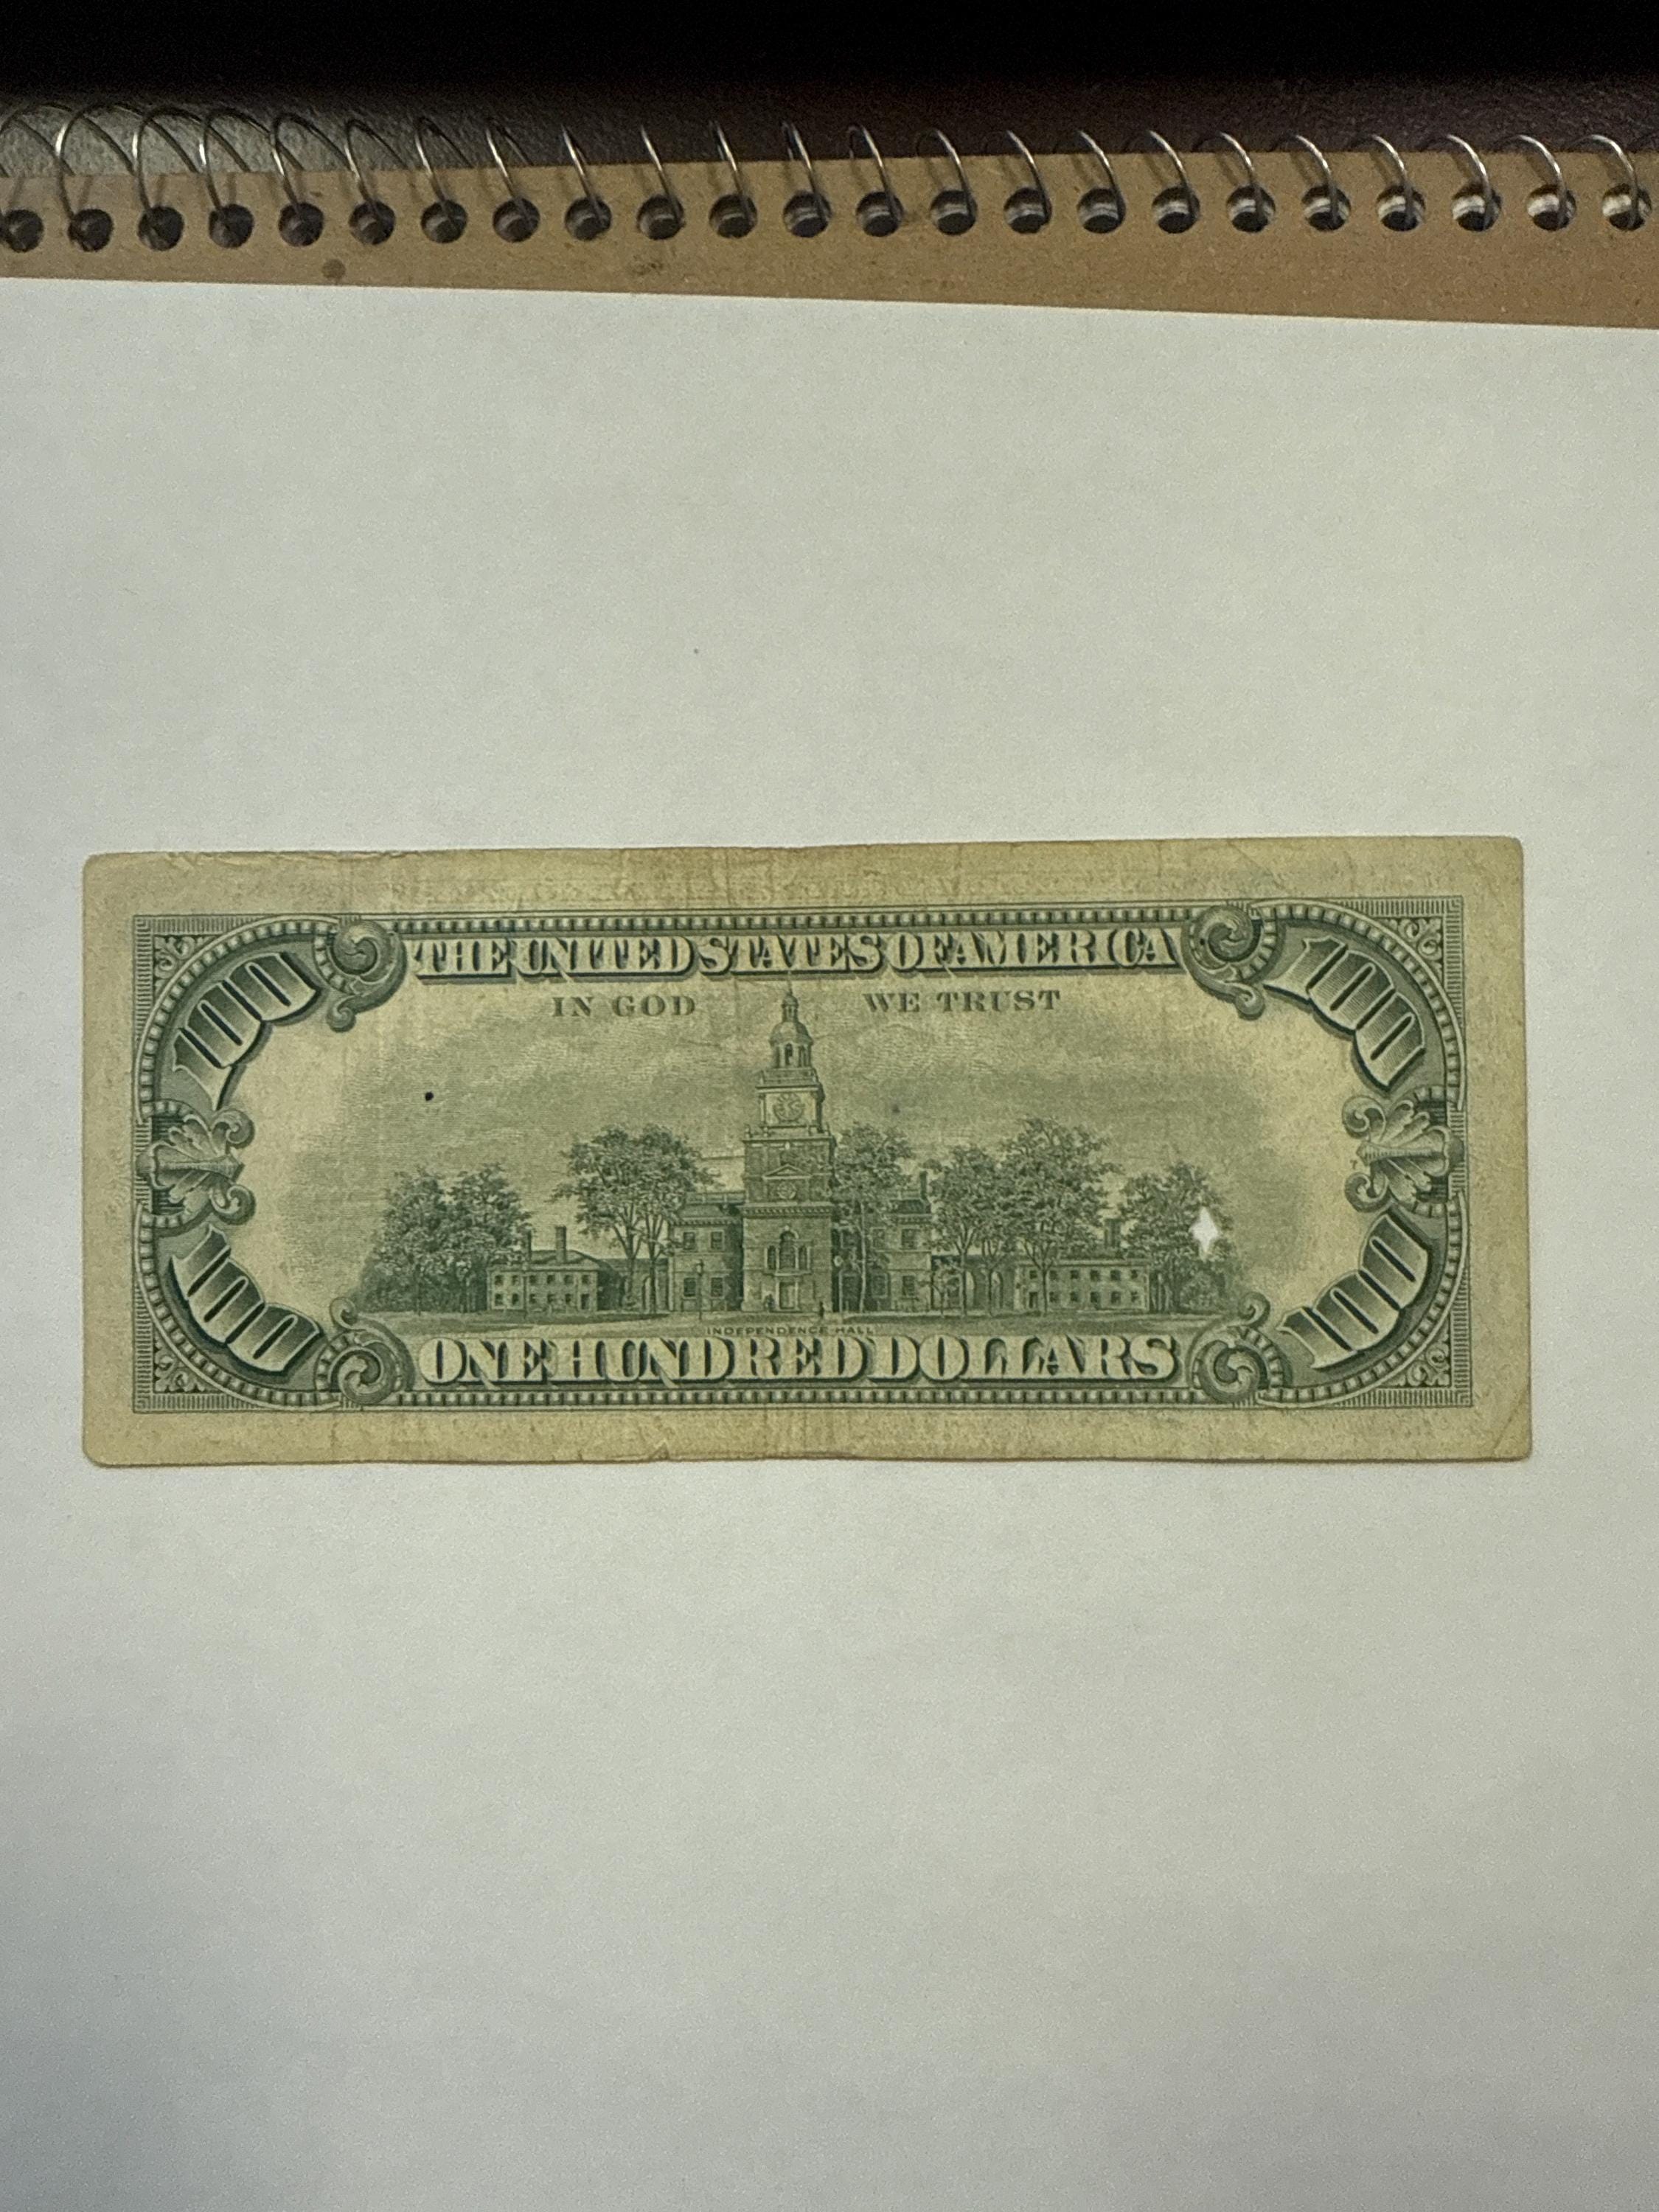 THE UNITED STATES OF AMERICA
IN GOD WE TRUST
100
100
100
100
INDEPENDENCE HALL
ONE HUNDRED DOLLARS